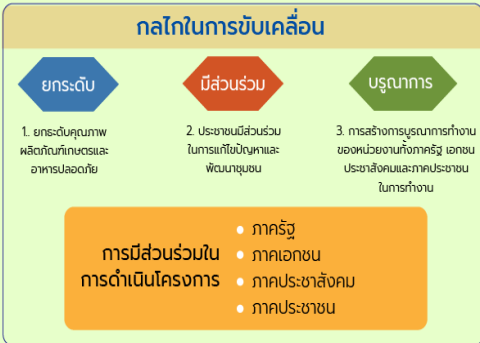 กลไกในการขับเคลื่อน
ยกระดับ
มีส่วนร่วม
บรูณาการ
1. ยกระดับคุณภาพ
ผลิตภัณฑ์เกษตรและ
อาหารปลอดภัย
2. ประชาชนมีส่วนร่วม
ในการแก้ไขปัญหาและ
พัฒนาชุมชน
3. การสร้างการบูรณาการทำงาน
ของหน่วยงานทั้งภาครัฐ เอกชน
ประชาสังคมและภาคประชาชน
ในการทำงาน
การมีส่วนร่วมใน
การดำเนินโครงการ
• ภาครัฐ
• ภาคเอกชน
• ภาคประชาสังคม
• ภาคประชาชน